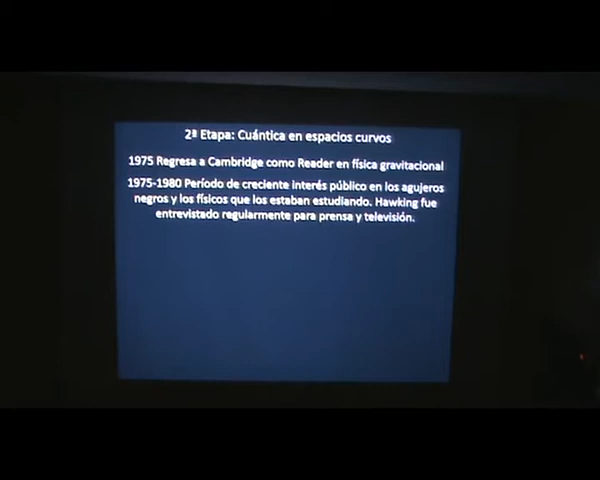 2ª Etapa: Cuántica en espacios curvos
1975 Regresa a Cambridge como Reader en física gravitacional
1975-1980 Período de creciente interés público en los agujeros
negros y los físicos que los estaban estudiando. Hawking fue
entrevistado regularmente para prensa y televisión.